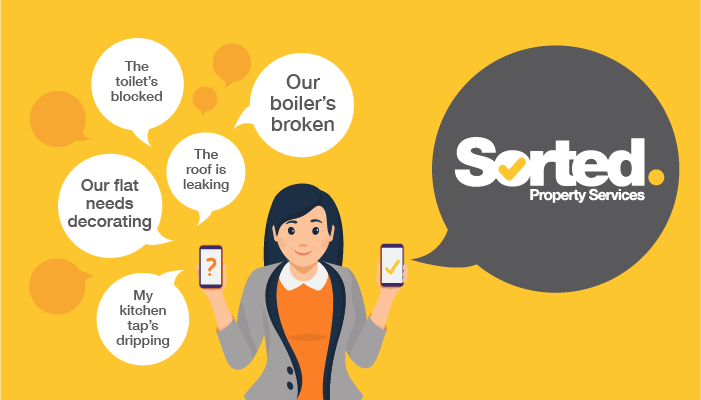 The
toilet's
blocked
Our
boiler's
broken
The
roof is
leaking
Our flat
needs
decorating
My
kitchen
tap's
dripping
?
Sorted.
Property Services